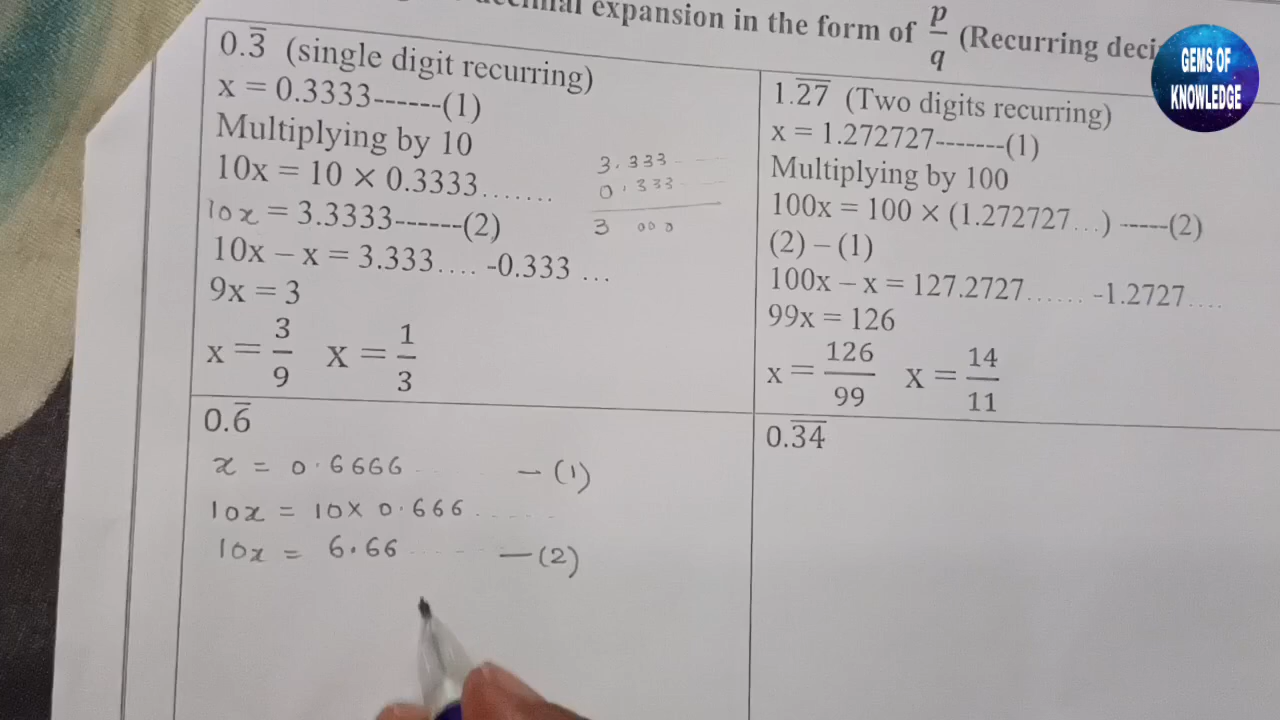 decimal expansion in the form of p/q (Recurring deci
GEMS OF
KNOWLEDGE
0.3̅ (single digit recurring)
x = 0.3333------(1)
Multiplying by 10
10x = 10 × 0.3333.......
10x = 3.3333------(2)
10x – x = 3.333.... -0.333 ...
9x = 3
x = 3/9 x = 1/3
3.333......
0.333......
3 000
1.2̅7̅ (Two digits recurring)
x = 1.272727-------(1)
Multiplying by 100
100x = 100 × (1.272727...) -----(2)
(2) – (1)
100x – x = 127.2727...... -1.2727....
99x = 126
x = 126/99 x = 14/11
0.6̅
x = 0.6666 ...... — (1)
10x = 10× 0.666......
10x = 6.66 ...... —(2)
0.3̅4̅